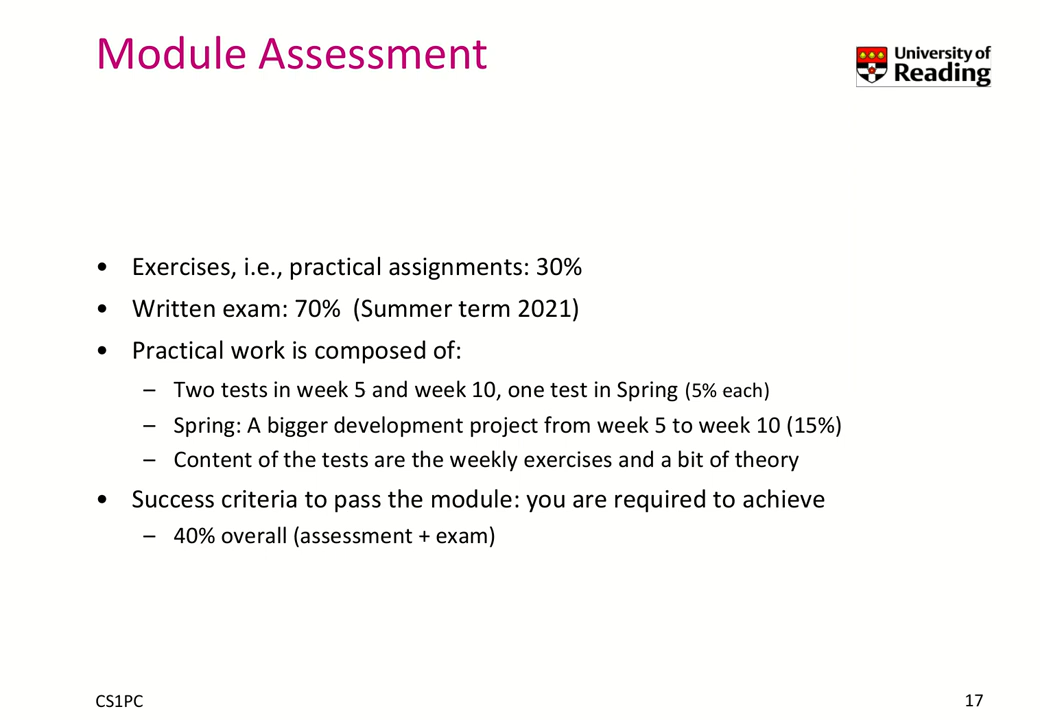 Module Assessment
University of
Reading
• Exercises, i.e., practical assignments: 30%
• Written exam: 70%  (Summer term 2021)
• Practical work is composed of:
– Two tests in week 5 and week 10, one test in Spring (5% each)
– Spring: A bigger development project from week 5 to week 10 (15%)
– Content of the tests are the weekly exercises and a bit of theory
• Success criteria to pass the module: you are required to achieve
– 40% overall (assessment + exam)
CS1PC
17